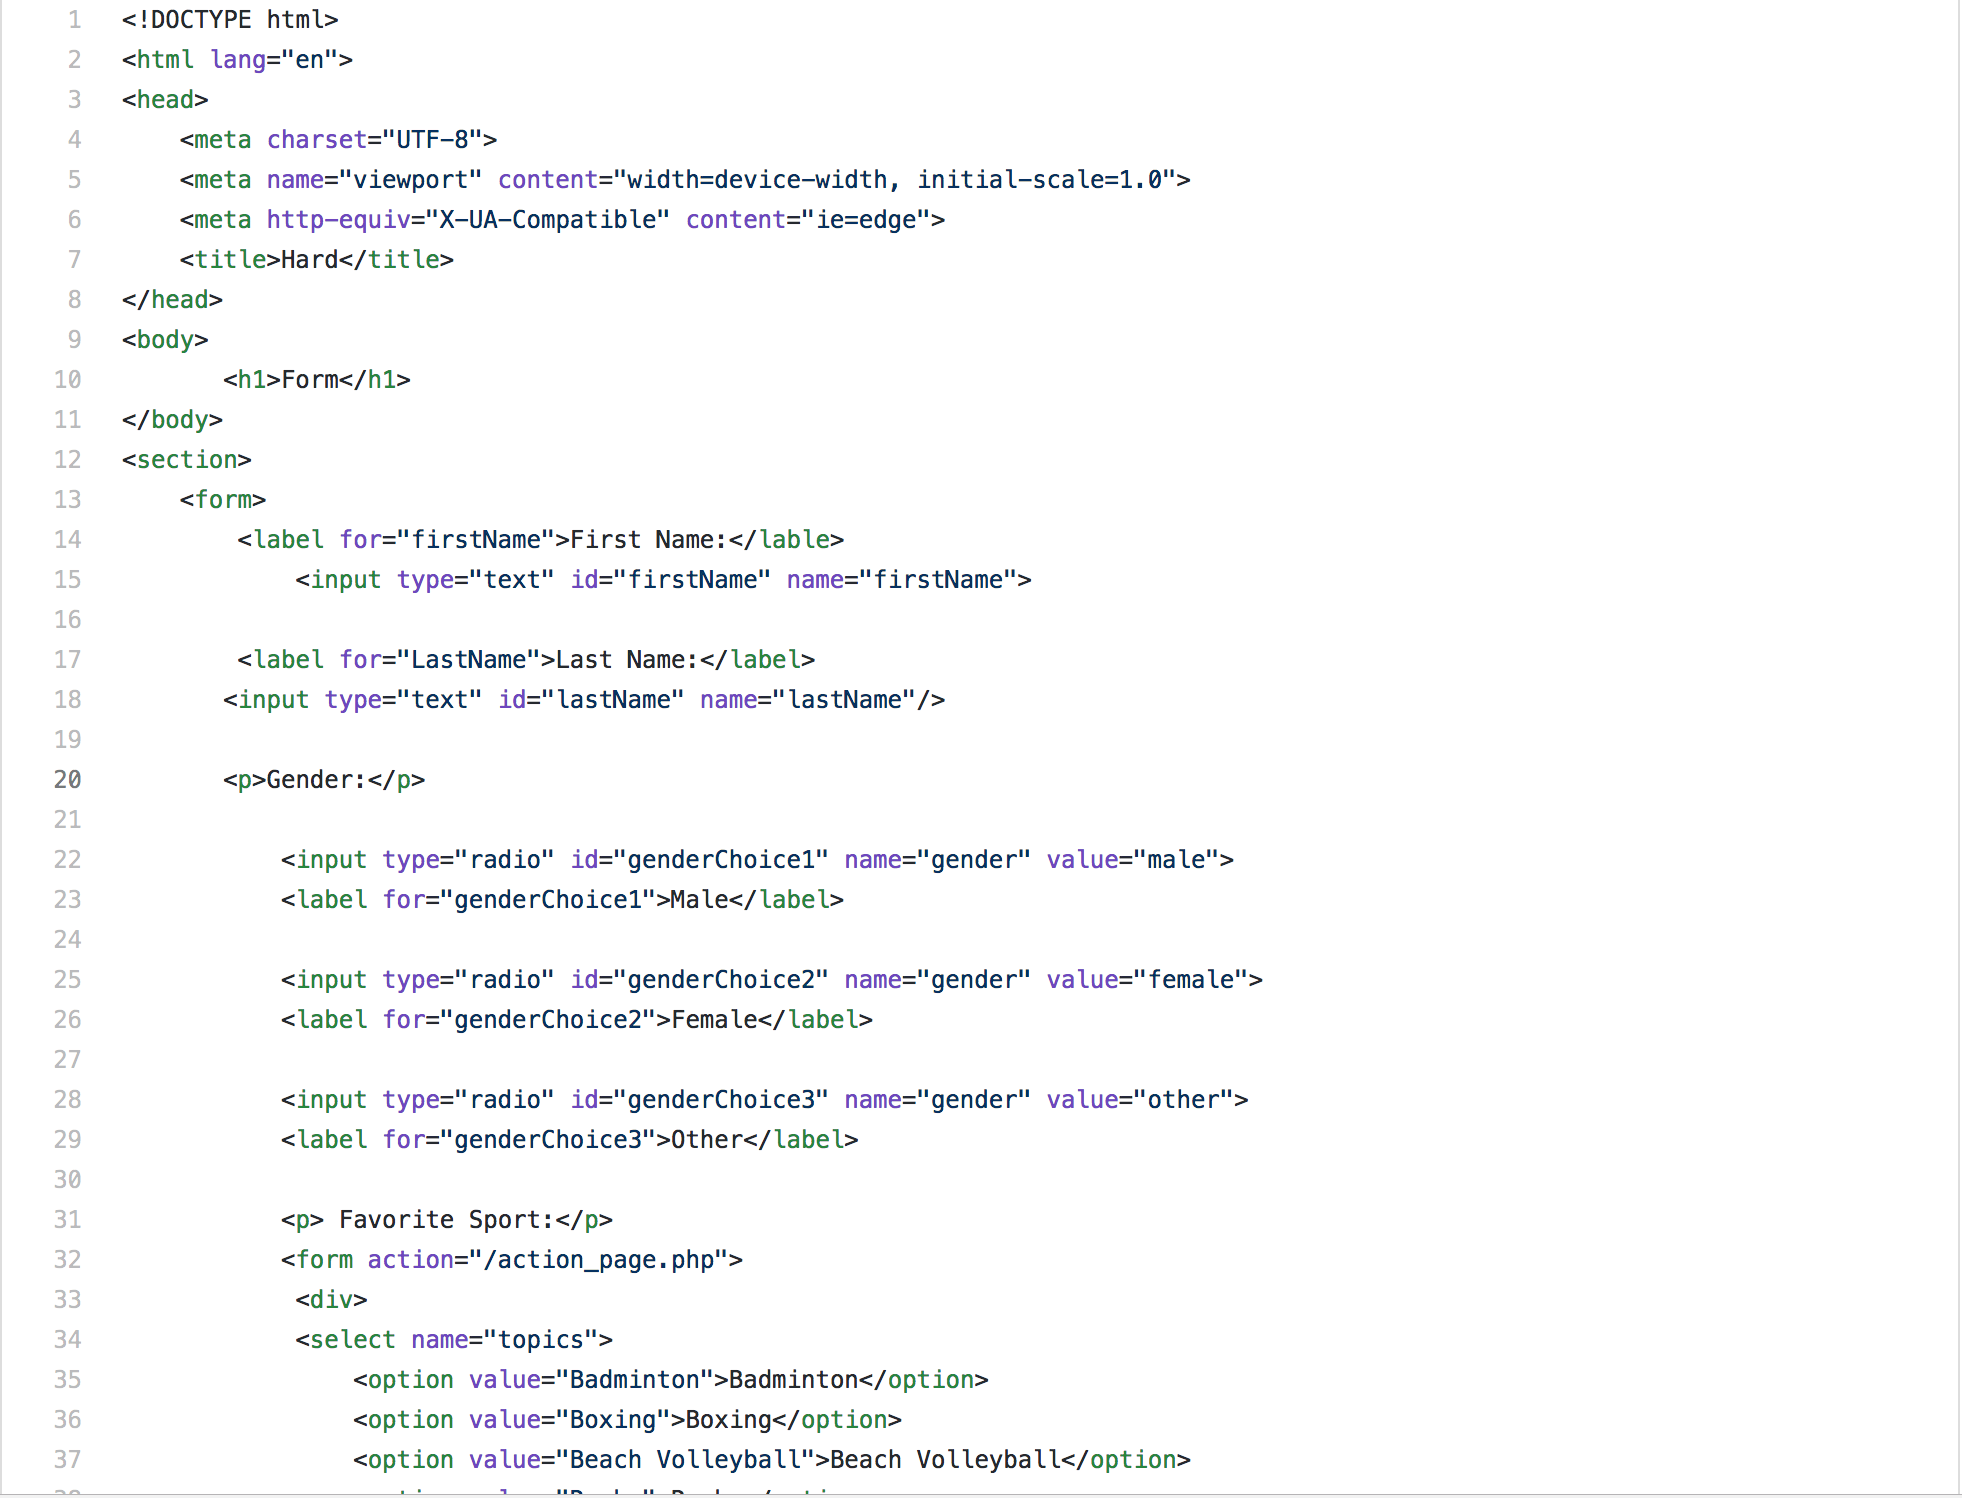 1 <!DOCTYPE html>
2 <html lang="en">
3 <head>
4     <meta charset="UTF-8">
5     <meta name="viewport" content="width=device-width, initial-scale=1.0">
6     <meta http-equiv="X-UA-Compatible" content="ie=edge">
7     <title>Hard</title>
8 </head>
9 <body>
10        <h1>Form</h1>
11 </body>
12 <section>
13     <form>
14         <label for="firstName">First Name:</lable>
15             <input type="text" id="firstName" name="firstName">
16
17         <label for="LastName">Last Name:</label>
18        <input type="text" id="lastName" name="lastName"/>
19
20        <p>Gender:</p>
21
22            <input type="radio" id="genderChoice1" name="gender" value="male">
23            <label for="genderChoice1">Male</label>
24
25            <input type="radio" id="genderChoice2" name="gender" value="female">
26            <label for="genderChoice2">Female</label>
27
28            <input type="radio" id="genderChoice3" name="gender" value="other">
29            <label for="genderChoice3">Other</label>
30
31            <p> Favorite Sport:</p>
32            <form action="/action_page.php">
33             <div>
34             <select name="topics">
35                 <option value="Badminton">Badminton</option>
36                 <option value="Boxing">Boxing</option>
37                 <option value="Beach Volleyball">Beach Volleyball</option>